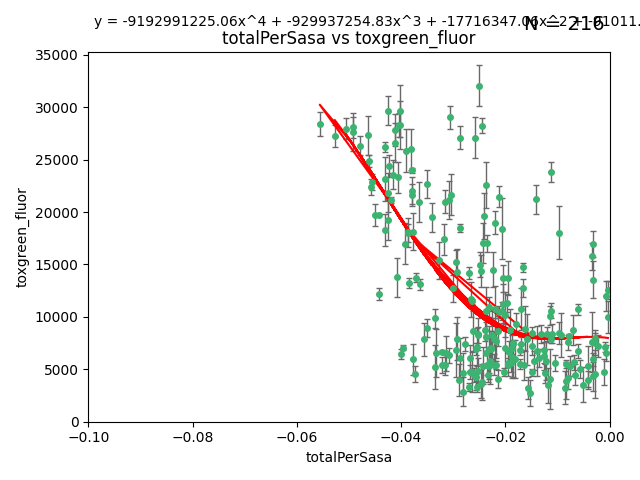 y = -9192991225.06x^4 + -929937254.83x^3 + -17716347.06x^2 + -61011.
N = 216
totalPerSasa vs toxgreen_fluor
35000
30000
25000
20000
15000
10000
5000
0
toxgreen_fluor
−0.10 −0.08 −0.06 −0.04 −0.02 0.00
totalPerSasa